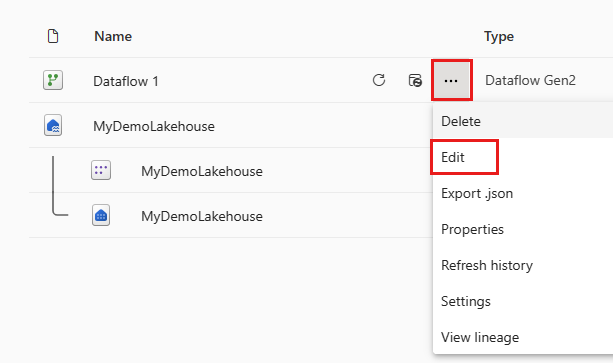 Name Type
Dataflow 1 ... Dataflow Gen2
Delete
MyDemoLakehouse
Edit
MyDemoLakehouse
Export .json
MyDemoLakehouse
Properties
Refresh history
Settings
View lineage